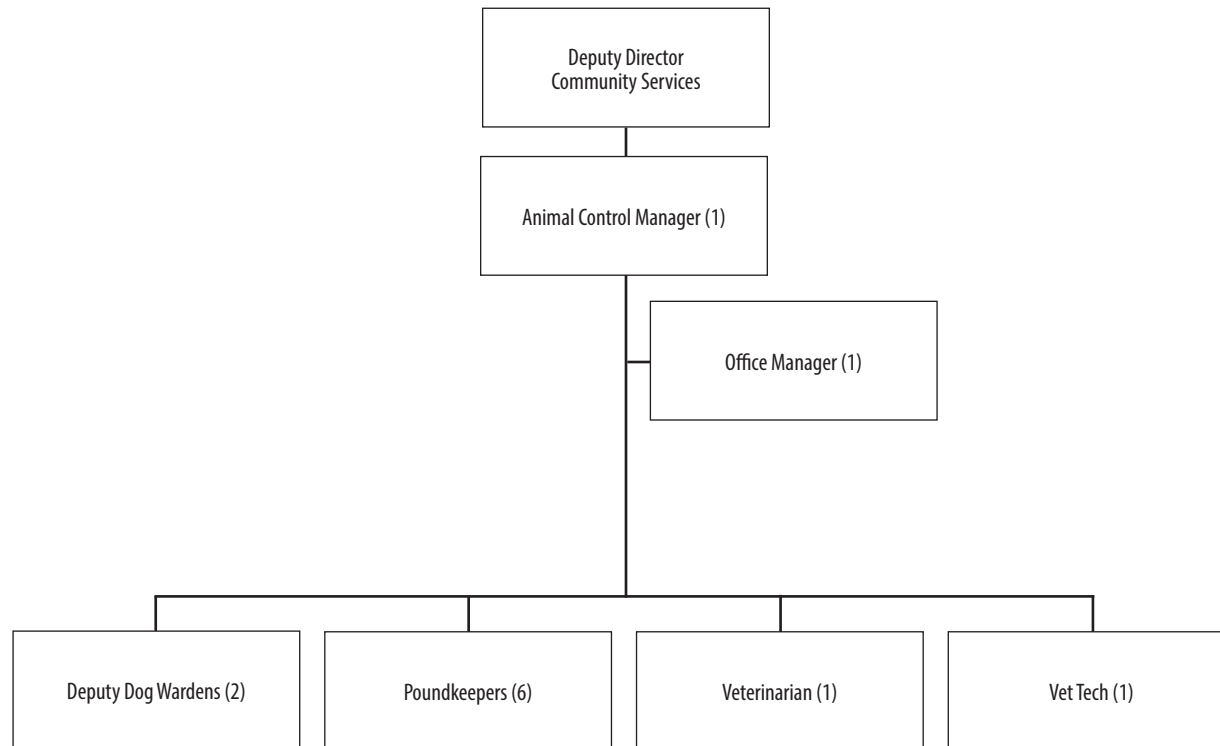 Deputy Director
Community Services
Animal Control Manager (1)
Office Manager (1)
Deputy Dog Wardens (2)
Poundkeepers (6)
Veterinarian (1)
Vet Tech (1)